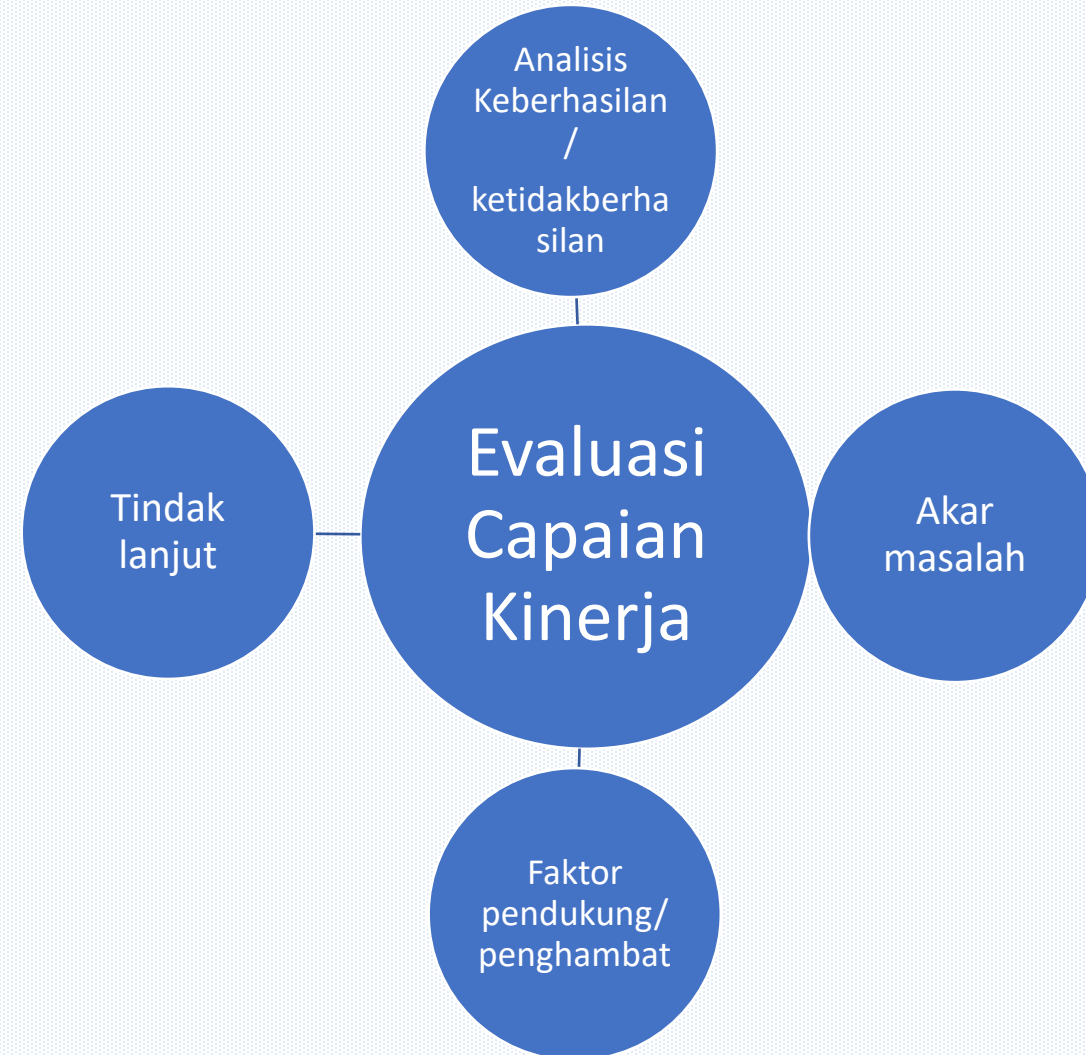 Analisis
Keberhasilan
/
ketidakberha
silan
Evaluasi
Capaian
Kinerja
Tindak
lanjut
Akar
masalah
Faktor
pendukung/
penghambat